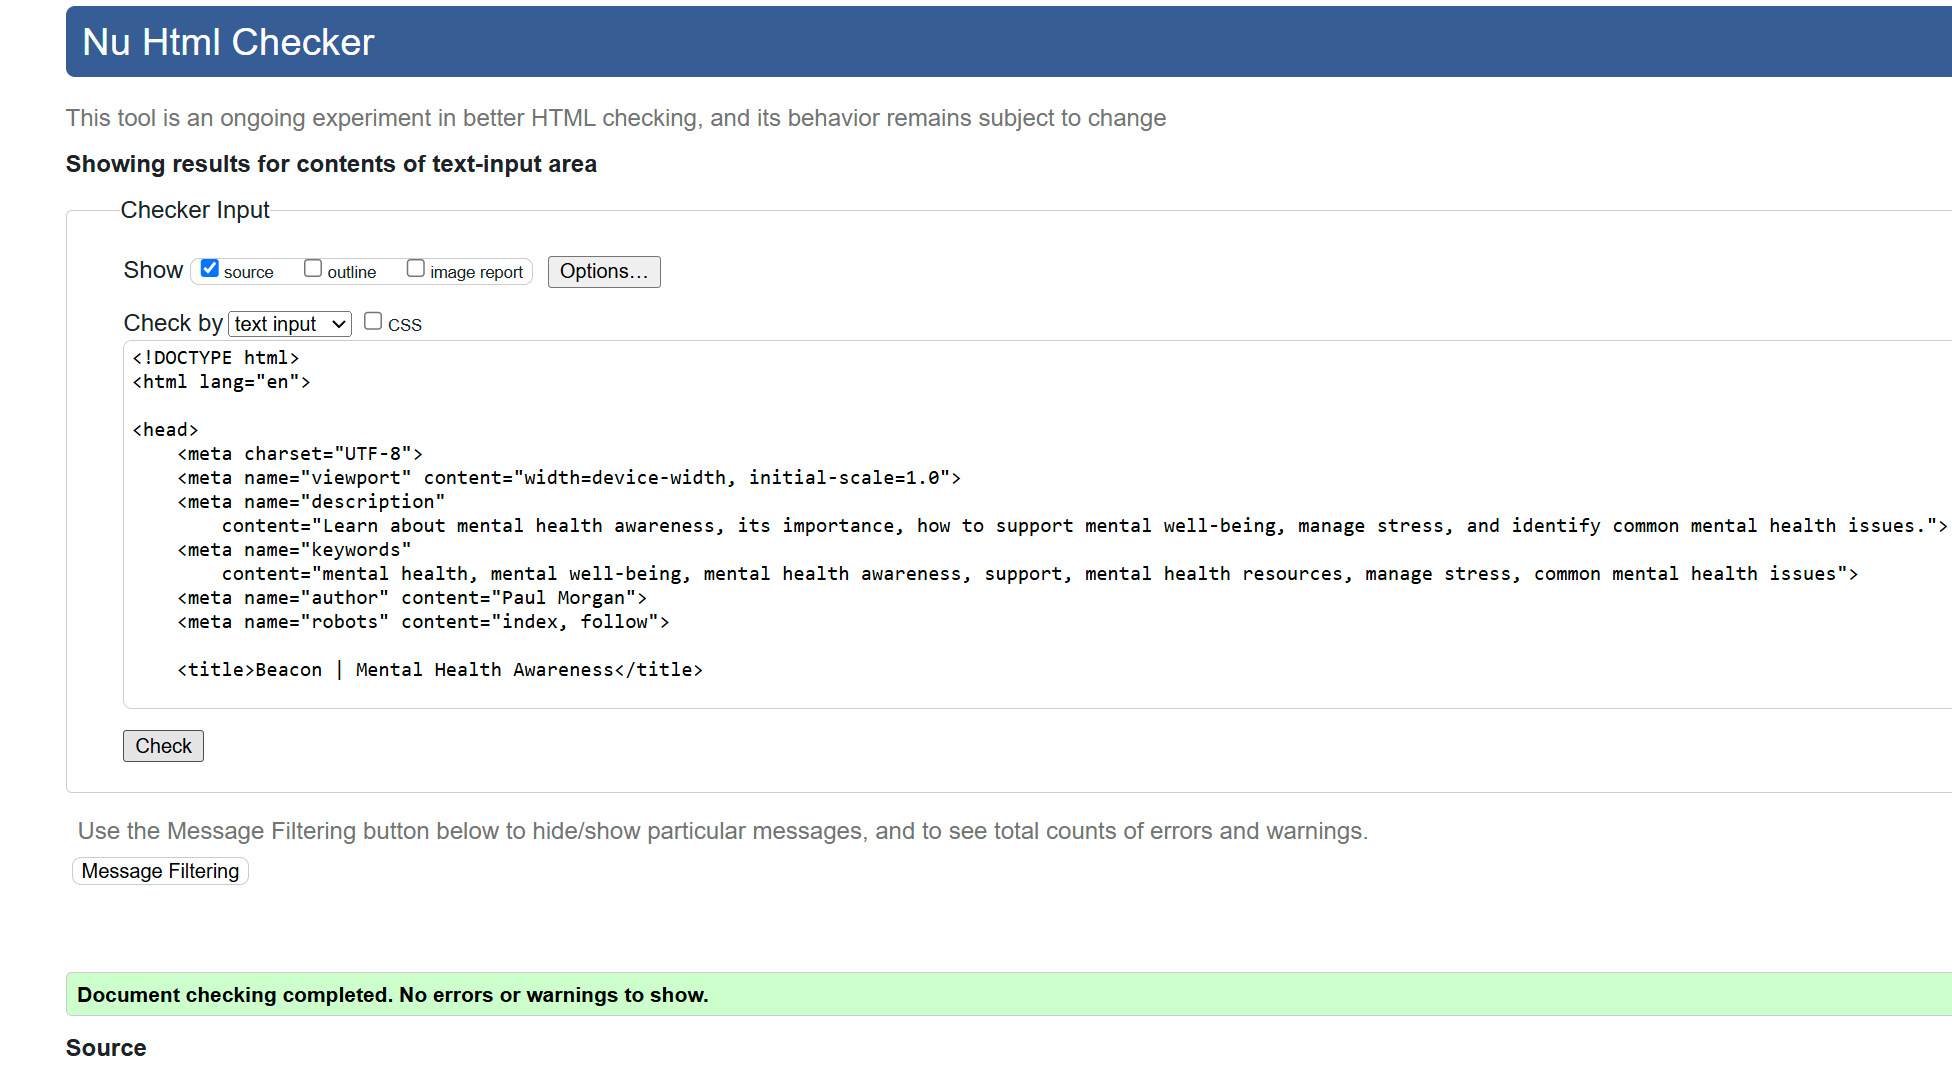 Nu Html Checker
This tool is an ongoing experiment in better HTML checking, and its behavior remains subject to change
Showing results for contents of text-input area
Checker Input
Show source outline image report Options...
Check by text input CSS
<!DOCTYPE html>
<html lang="en">
<head>
    <meta charset="UTF-8">
    <meta name="viewport" content="width=device-width, initial-scale=1.0">
    <meta name="description"
        content="Learn about mental health awareness, its importance, how to support mental well-being, manage stress, and identify common mental health issues.">
    <meta name="keywords"
        content="mental health, mental well-being, mental health awareness, support, mental health resources, manage stress, common mental health issues">
    <meta name="author" content="Paul Morgan">
    <meta name="robots" content="index, follow">
    <title>Beacon | Mental Health Awareness</title>
Check
Use the Message Filtering button below to hide/show particular messages, and to see total counts of errors and warnings.
Message Filtering
Document checking completed. No errors or warnings to show.
Source